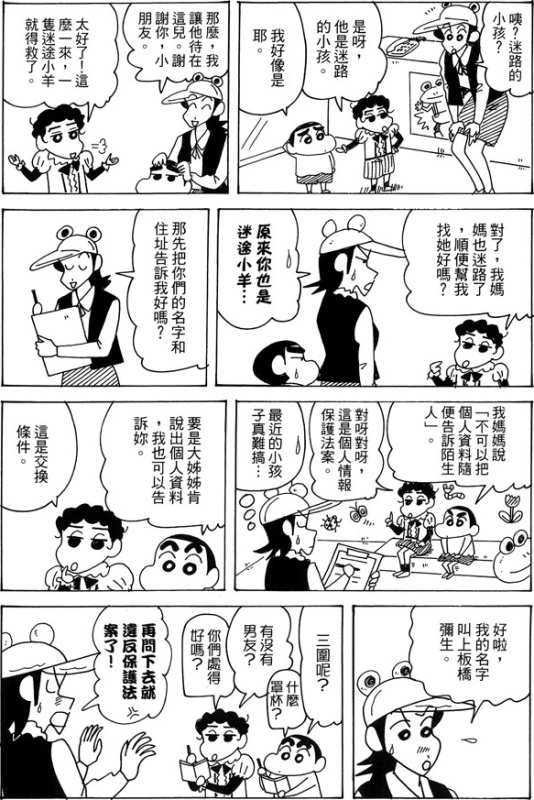 咦？迷路的
小孩？
是呀，
他是迷路
的小孩。
我好像是
耶。
那麼，我
讓他待在
這兒。謝
謝你，小
朋友。
太好了！這
麼一來，一
隻迷途小羊
就得救了。
對了，我媽
媽也迷路了
，順便幫我
找她好嗎？
原來你也是
迷途小羊…
那先把你們的名字和
住址告訴我好嗎？
我媽媽說
「不可以把
個人資料隨
便告訴陌生
人」。
對呀對呀，
這是個人情報
保護法案。
最近的小孩
子真難搞…
要是大姊姊肯
說出個人資料
，我也可以告
訴妳。
這是交換
條件。
好啦，
我的名字
叫上板橋
彌生。
三圍呢？
什麼
罩杯？
有沒有
男友？
你們處得
好嗎？
再問下去就
違反保護法
案了！